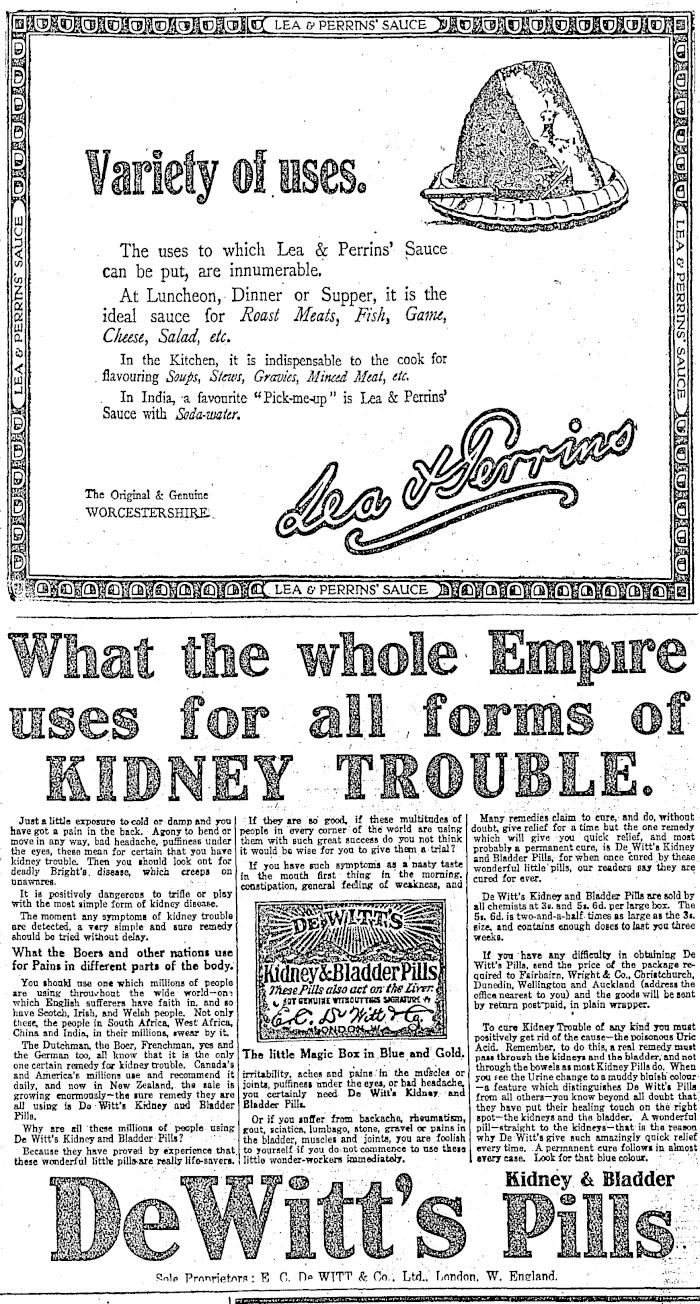 LEA & PERRINS' SAUCE
LEA & PERRINS' SAUCE
LEA & PERRINS' SAUCE
Variety of uses.
The uses to which Lea & Perrins' Sauce
can be put, are innumerable.
At Luncheon, Dinner or Supper, it is the
ideal sauce for Roast Meats, Fish, Game,
Cheese, Salad, etc.
In the Kitchen, it is indispensable to the cook for
flavouring Soups, Stews, Gravies, Minced Meat, etc.
In India, a favourite "Pick-me-up" is Lea & Perrins'
Sauce with Soda-water.
The Original & Genuine
WORCESTERSHIRE.
Lea & Perrins
LEA & PERRINS' SAUCE
What the whole Empire
uses for all forms of
KIDNEY TROUBLE.
Just a little exposure to cold or damp and you
have got a pain in the back. Agony to bend or
move in any way, bad headache, puffiness under
the eyes, these mean for certain that you have
kidney trouble. Then you should look out for
deadly Bright's disease, which creeps on
unawares.
It is positively dangerous to trifle or play
with the most simple form of kidney disease.
The moment any symptoms of kidney trouble
are detected, a very simple and sure remedy
should be tried without delay.
What the Boers and other nations use
for Pains in different parts of the body.
You should use one which millions of people
are using throughout the wide world—one
which English sufferers have faith in, and so
have Scotch, Irish, and Welsh people. Not only
these, the people in South Africa, West Africa,
China and India, in their millions, swear by it.
The Dutchman, the Boer, Frenchman, yes and
the German too, all know that it is the only
one certain remedy for kidney trouble. Canada's
and America's millions use and recommend it
daily, and now in New Zealand, the sale is
growing enormously—the sure remedy they are
all using is De Witt's Kidney and Bladder
Pills.
Why are all these millions of people using
De Witt's Kidney and Bladder Pills?
Because they have proved by experience that
these wonderful little pills are really life-savers.
If they are so good, if these multitudes of
people in every corner of the world are using
them with such great success do you not think
it would be wise for you to give them a trial?
If you have such symptoms as a nasty taste
in the mouth first thing in the morning,
constipation, general feeling of weakness, and
DE WITT'S
Kidney & Bladder Pills
These Pills also act on the Liver.
NOT GENUINE WITHOUT THIS SIGNATURE
E. C. De Witt & Co
LONDON W.
The little Magic Box in Blue and Gold.
irritability, aches and pains in the muscles or
joints, puffiness under the eyes, or bad headache,
you certainly need De Witt's Kidney and
Bladder Pills.
Or if you suffer from backache, rheumatism,
gout, sciatica, lumbago, stone, gravel or pains in
the bladder, muscles and joints, you are foolish
to yourself if you do not commence to use these
little wonder-workers immediately.
Many remedies claim to cure, and do, without
doubt, give relief for a time but the one remedy
which will give you quick relief, and most
probably a permanent cure, is De Witt's Kidney
and Bladder Pills, for when once cured by these
wonderful little pills, our readers say they are
cured for ever.
De Witt's Kidney and Bladder Pills are sold by
all chemists at 3s. and 5s. 6d. per large box. The
5s. 6d. is two-and-a-half times as large as the 3s.
size, and contains enough doses to last you three
weeks.
If you have any difficulty in obtaining De
Witt's Pills, send the price of the package re-
quired to Fairbairn, Wright & Co., Christchurch,
Dunedin, Wellington and Auckland (address the
office nearest to you) and the goods will be sent
by return post paid, in plain wrapper.
To cure Kidney Trouble of any kind you must
positively get rid of the cause—the poisonous Uric
Acid. Remember, to do this, a real remedy must
pass through the kidneys and the bladder, and not
through the bowels as most Kidney Pills do. When
you see the Urine change to a muddy bluish colour
—a feature which distinguishes De Witt's Pills
from all others—you know beyond all doubt that
they have put their healing touch on the right
spot—the kidneys and bladder. A wonderful
pill—straight to the kidneys—that is the reason
why De Witt's give such amazingly quick relief
every time. A permanent cure follows in almost
every case. Look for that blue colour.
DeWitt's
Kidney & Bladder
Pills
Sole Proprietors: E. C. De WITT & Co., Ltd., London, W. England.